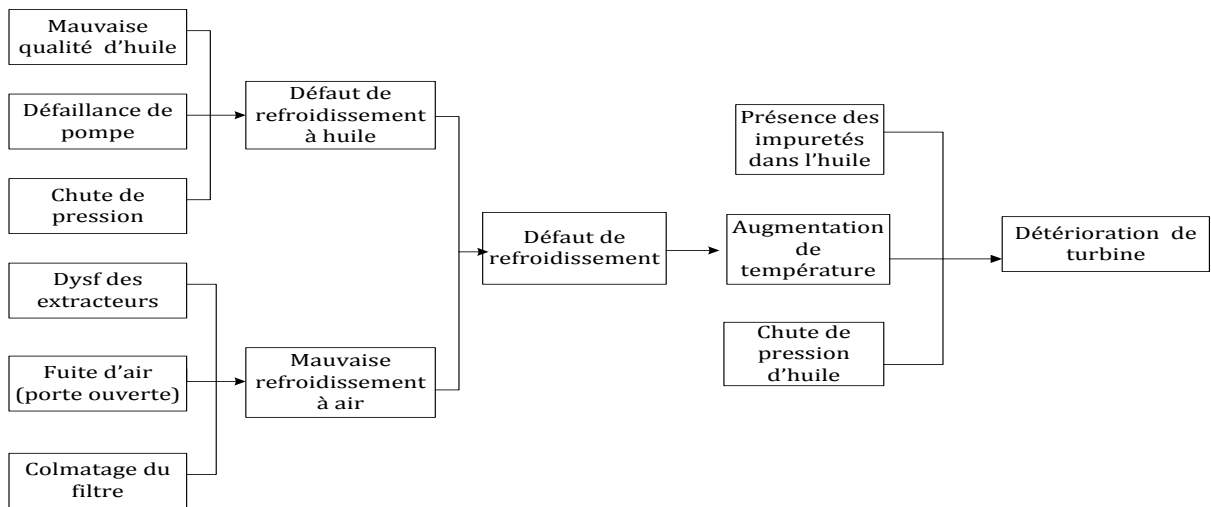 Mauvaise
qualité d’huile
Défaillance de
pompe
Chute de
pression
Dysf des
extracteurs
Fuite d’air
(porte ouverte)
Colmatage du
filtre
Défaut de
refroidissement
à huile
Mauvaise
refroidissement
à air
Défaut de
refroidissement
Présence des
impuretés
dans l’huile
Augmentation
de
température
Chute de
pression
d’huile
Détérioration de
turbine